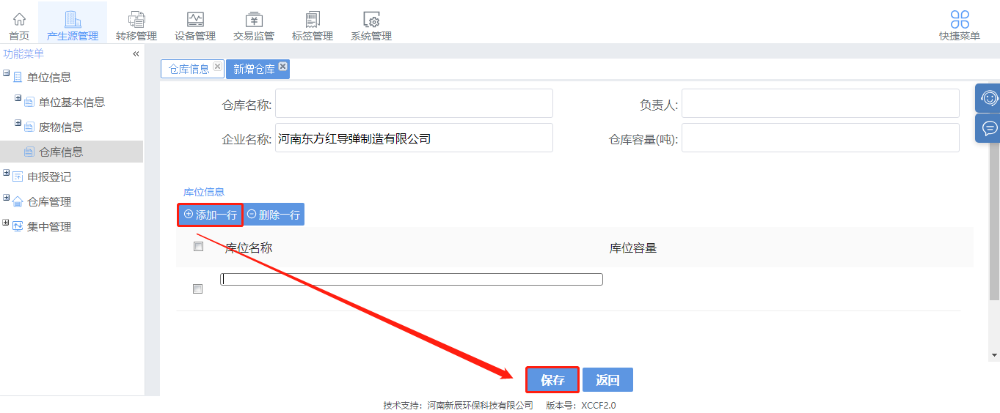 首页 产生源管理 转移管理 设备管理 交易监管 标签管理 系统管理 快捷菜单
功能菜单 «
单位信息
单位基本信息
废物信息
仓库信息
申报登记
仓库管理
集中管理
仓库信息 新增仓库
仓库名称: 负责人:
企业名称: 河南东方红导弹制造有限公司 仓库容量(吨):
库位信息
添加一行 删除一行
库位名称 库位容量
保存 返回
技术支持：河南新辰环保科技有限公司 版本号：XCCF2.0